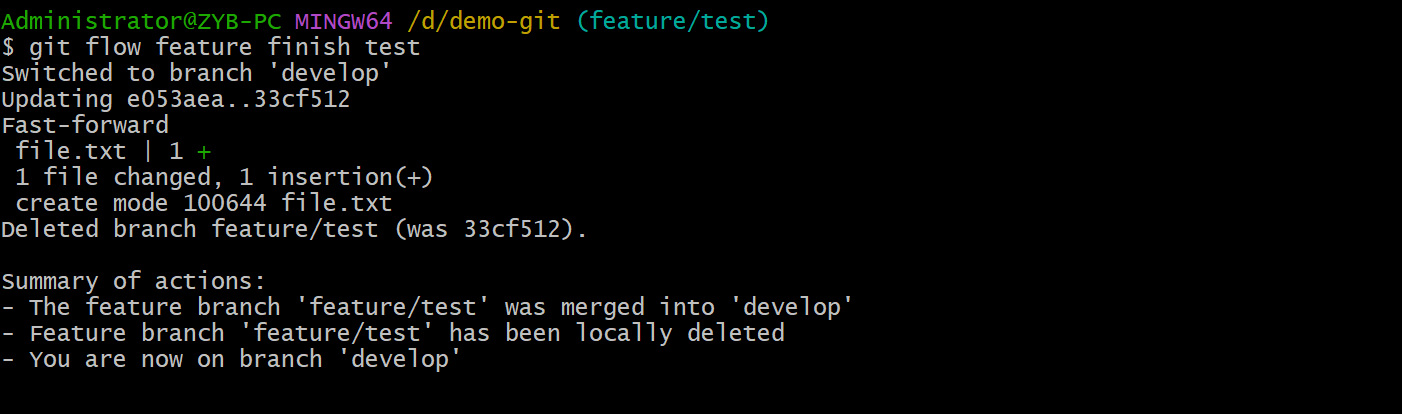 Administrator@ZYB-PC MINGW64 /d/demo-git (feature/test)
$ git flow feature finish test
Switched to branch 'develop'
Updating e053aea..33cf512
Fast-forward
 file.txt | 1 +
 1 file changed, 1 insertion(+)
 create mode 100644 file.txt
Deleted branch feature/test (was 33cf512).
Summary of actions:
- The feature branch 'feature/test' was merged into 'develop'
- Feature branch 'feature/test' has been locally deleted
- You are now on branch 'develop'